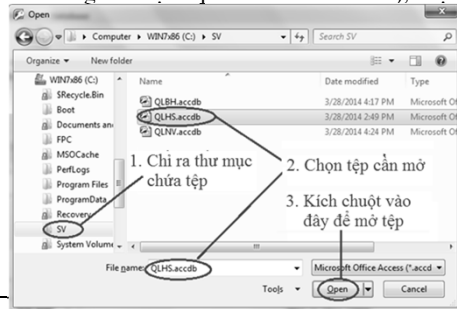 Open
Computer ▸ WIN7x86 (C:) ▸ SV
Search SV
Organize
New folder
WIN7x86 (C:)
Name
Date modified
Type
$Recycle.Bin
QLBH.accdb
3/28/2014 4:17 PM
Microsoft Of
Boot
QLHS.accdb
3/28/2014 2:49 PM
Microsoft Of
Documents an
QLNV.accdb
3/28/2014 4:24 PM
Microsoft Of
FPC
MSOCache
PerfLogs
Program Files
ProgramData
Recovery
SV
System Volume
1. Chỉ ra thư mục
chứa tệp
2. Chọn tệp cần mở
3. Kích chuột vào
đây để mở tệp
File name: QLHS.accdb
Microsoft Office Access (*.accd
Tools
Open
Cancel